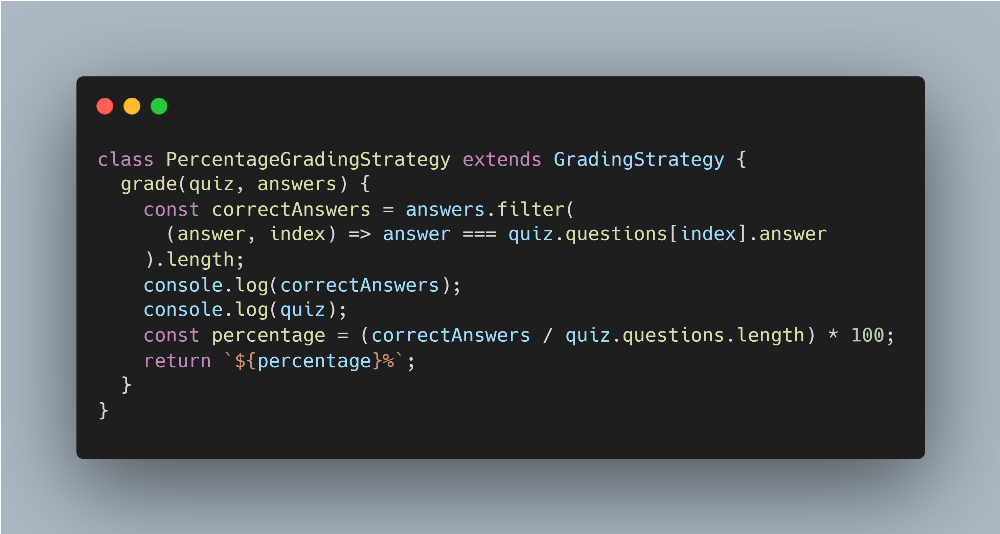 class PercentageGradingStrategy extends GradingStrategy {
  grade(quiz, answers) {
    const correctAnswers = answers.filter(
      (answer, index) => answer === quiz.questions[index].answer
    ).length;
    console.log(correctAnswers);
    console.log(quiz);
    const percentage = (correctAnswers / quiz.questions.length) * 100;
    return `${percentage}%`;
  }
}